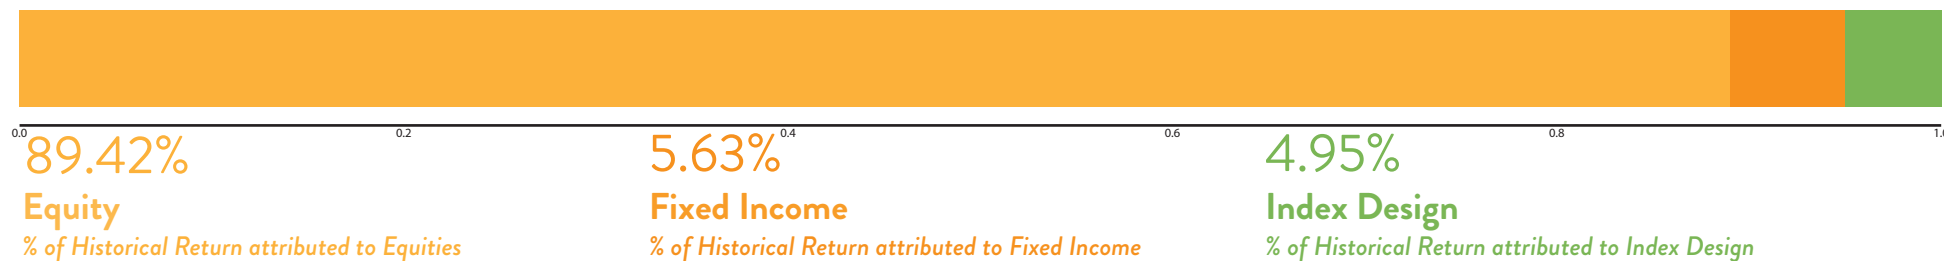 0.0 0.2 0.4 0.6 0.8 1.0
89.42% 5.63% 4.95%
Equity Fixed Income Index Design
% of Historical Return attributed to Equities % of Historical Return attributed to Fixed Income % of Historical Return attributed to Index Design